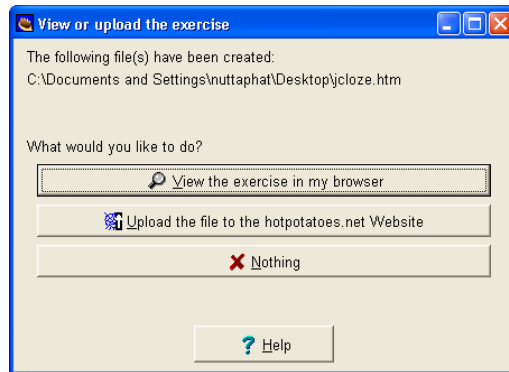 View or upload the exercise
The following file(s) have been created:
C:\Documents and Settings\nuttaphat\Desktop\jcloze.htm
What would you like to do?
View the exercise in my browser
Upload the file to the hotpotatoes.net Website
Nothing
Help